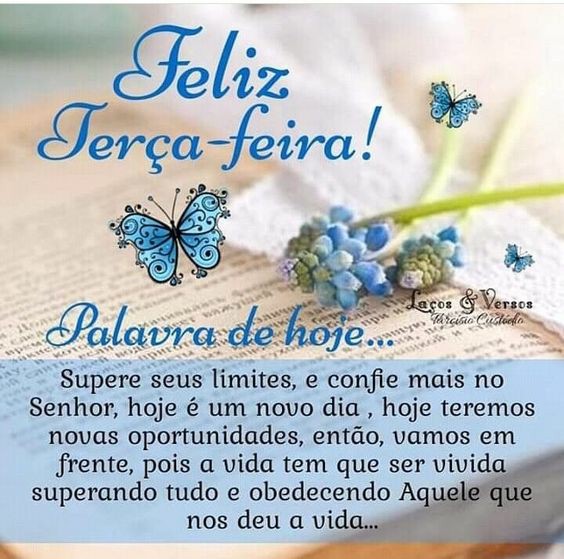 Feliz
Terça-feira!
Laços & Versos
Tarcísio Custódio
Palavra de hoje...
Supere seus limites, e confie mais no
Senhor, hoje é um novo dia , hoje teremos
novas oportunidades, então, vamos em
frente, pois a vida tem que ser vivida
superando tudo e obedecendo Aquele que
nos deu a vida...